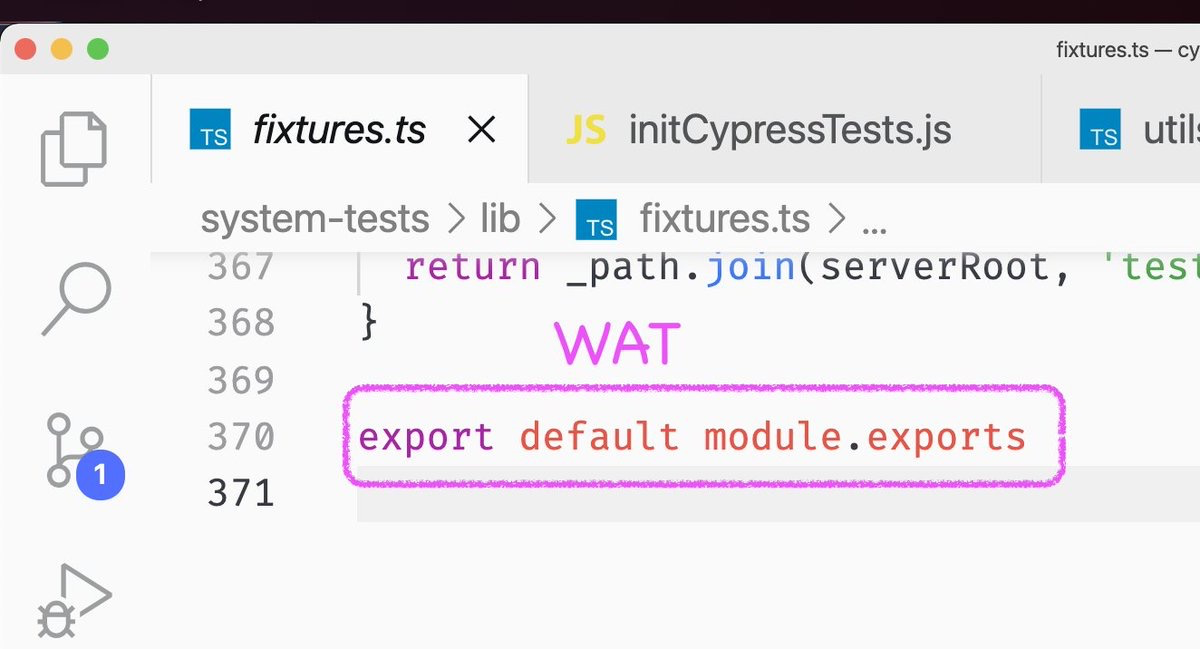 fixtures.ts — cy
TS fixtures.ts JS initCypressTests.js TS utils
system-tests > lib > TS fixtures.ts > ...
367 return _path.join(serverRoot, 'test
368 }
WAT
369
370 export default module.exports
371
1